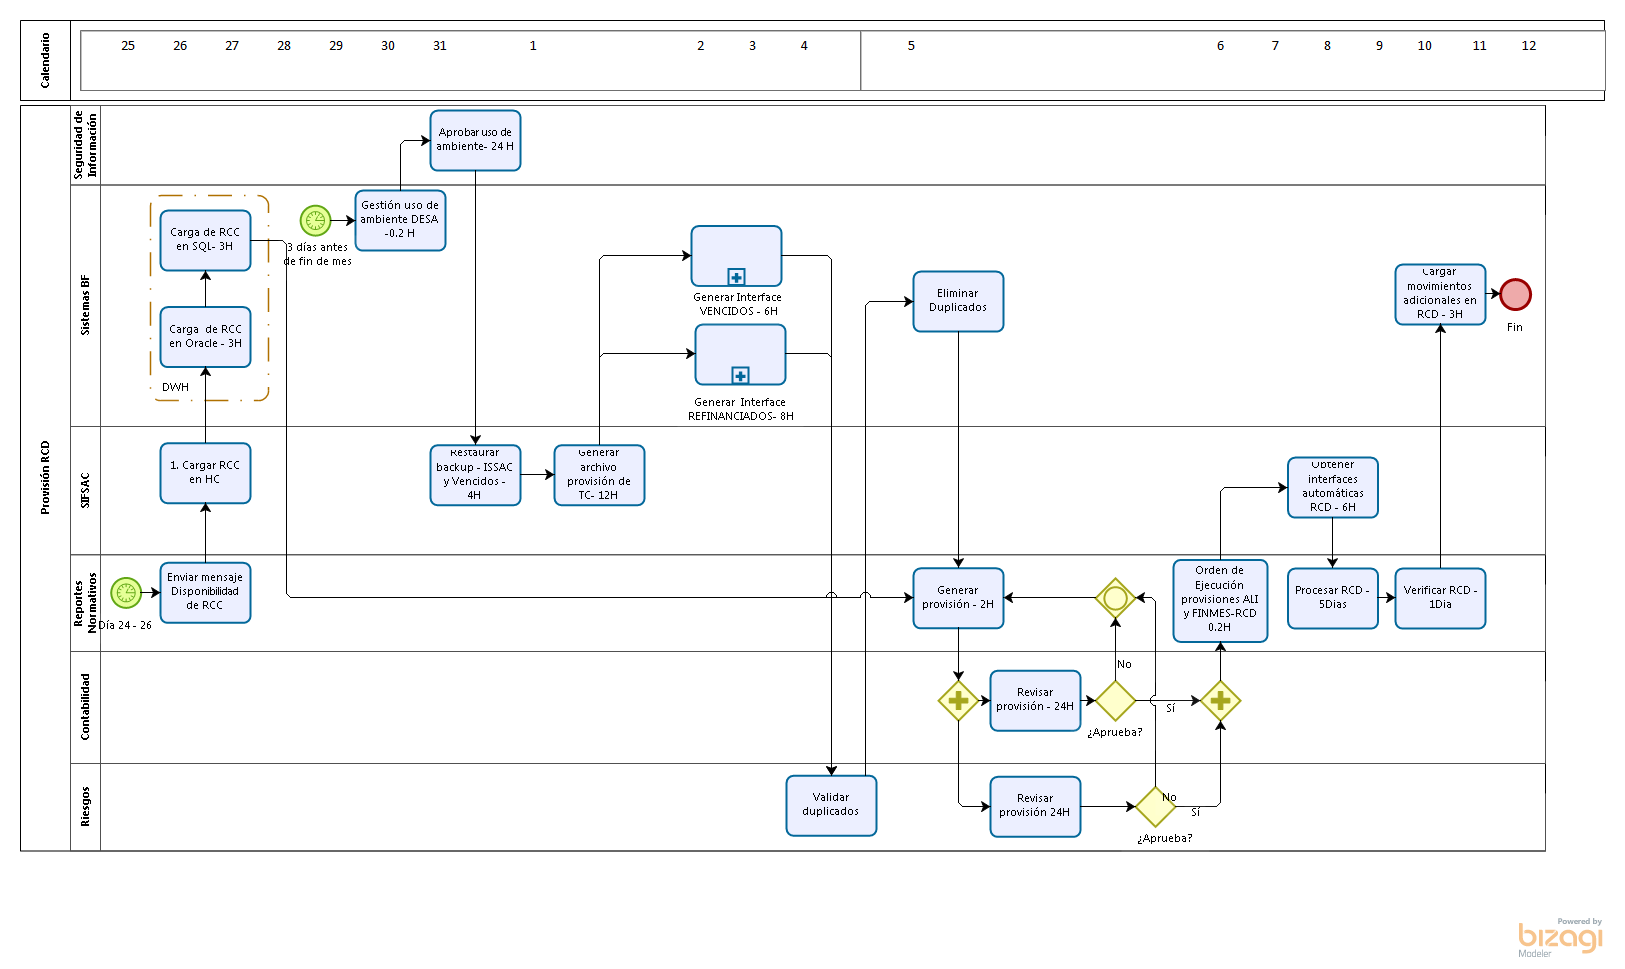 Calendario
25 26 27 28 29 30 31 1 2 3 4 5 6 7 8 9 10 11 12
Provisión RCD
Seguridad de
Información
Aprobar uso de
ambiente- 24 H
Sistemas BF
Carga de RCC
en SQL- 3H
Carga de RCC
en Oracle - 3H
DWH
3 días antes
de fin de mes
Gestión uso de
ambiente DESA
-0.2 H
Generar Interface
VENCIDOS - 6H
Generar Interface
REFINANCIADOS- 8H
Eliminar
Duplicados
Cargar
movimientos
adicionales en
RCD - 3H
Fin
SIFSAC
1. Cargar RCC
en HC
Restaurar
backup - ISSAC
y Vencidos -
4H
Generar
archivo
provisión de
TC- 12H
Obtener
interfaces
automáticas
RCD - 6H
Reportes
Normativos
Día 24 - 26
Enviar mensaje
Disponibilidad
de RCC
Generar
provisión - 2H
Orden de
Ejecución
provisiones ALI
y FINMES-RCD
0.2H
Procesar RCD -
5Dias
Verificar RCD -
1Dia
Contabilidad
Revisar
provisión - 24H
¿Aprueba?
No
Sí
Riesgos
Validar
duplicados
Revisar
provisión 24H
¿Aprueba?
No
Sí
Powered by
bizagi
Modeler